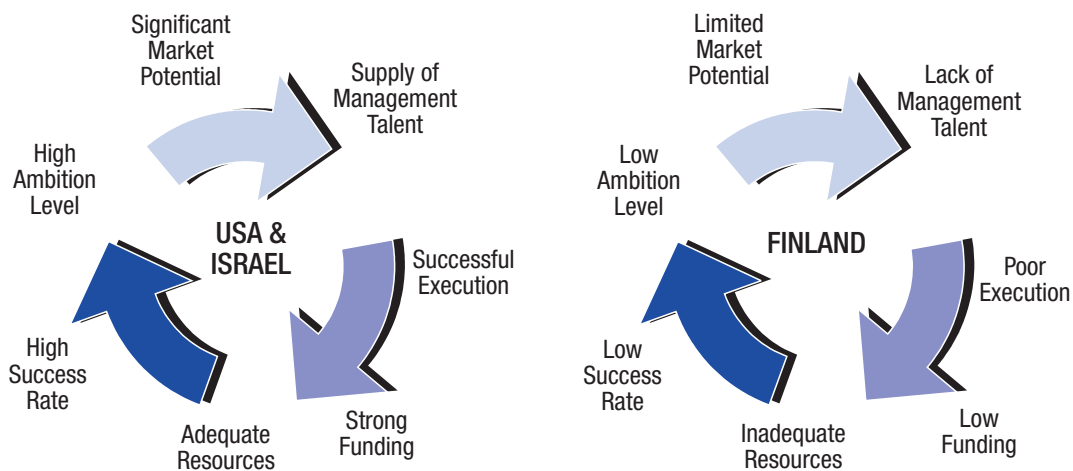 Significant
Market
Potential
Supply of
Management
Talent
High
Ambition
Level
USA &
ISRAEL
Successful
Execution
High
Success
Rate
Adequate
Resources
Strong
Funding
Limited
Market
Potential
Lack of
Management
Talent
Low
Ambition
Level
FINLAND
Poor
Execution
Low
Success
Rate
Inadequate
Resources
Low
Funding